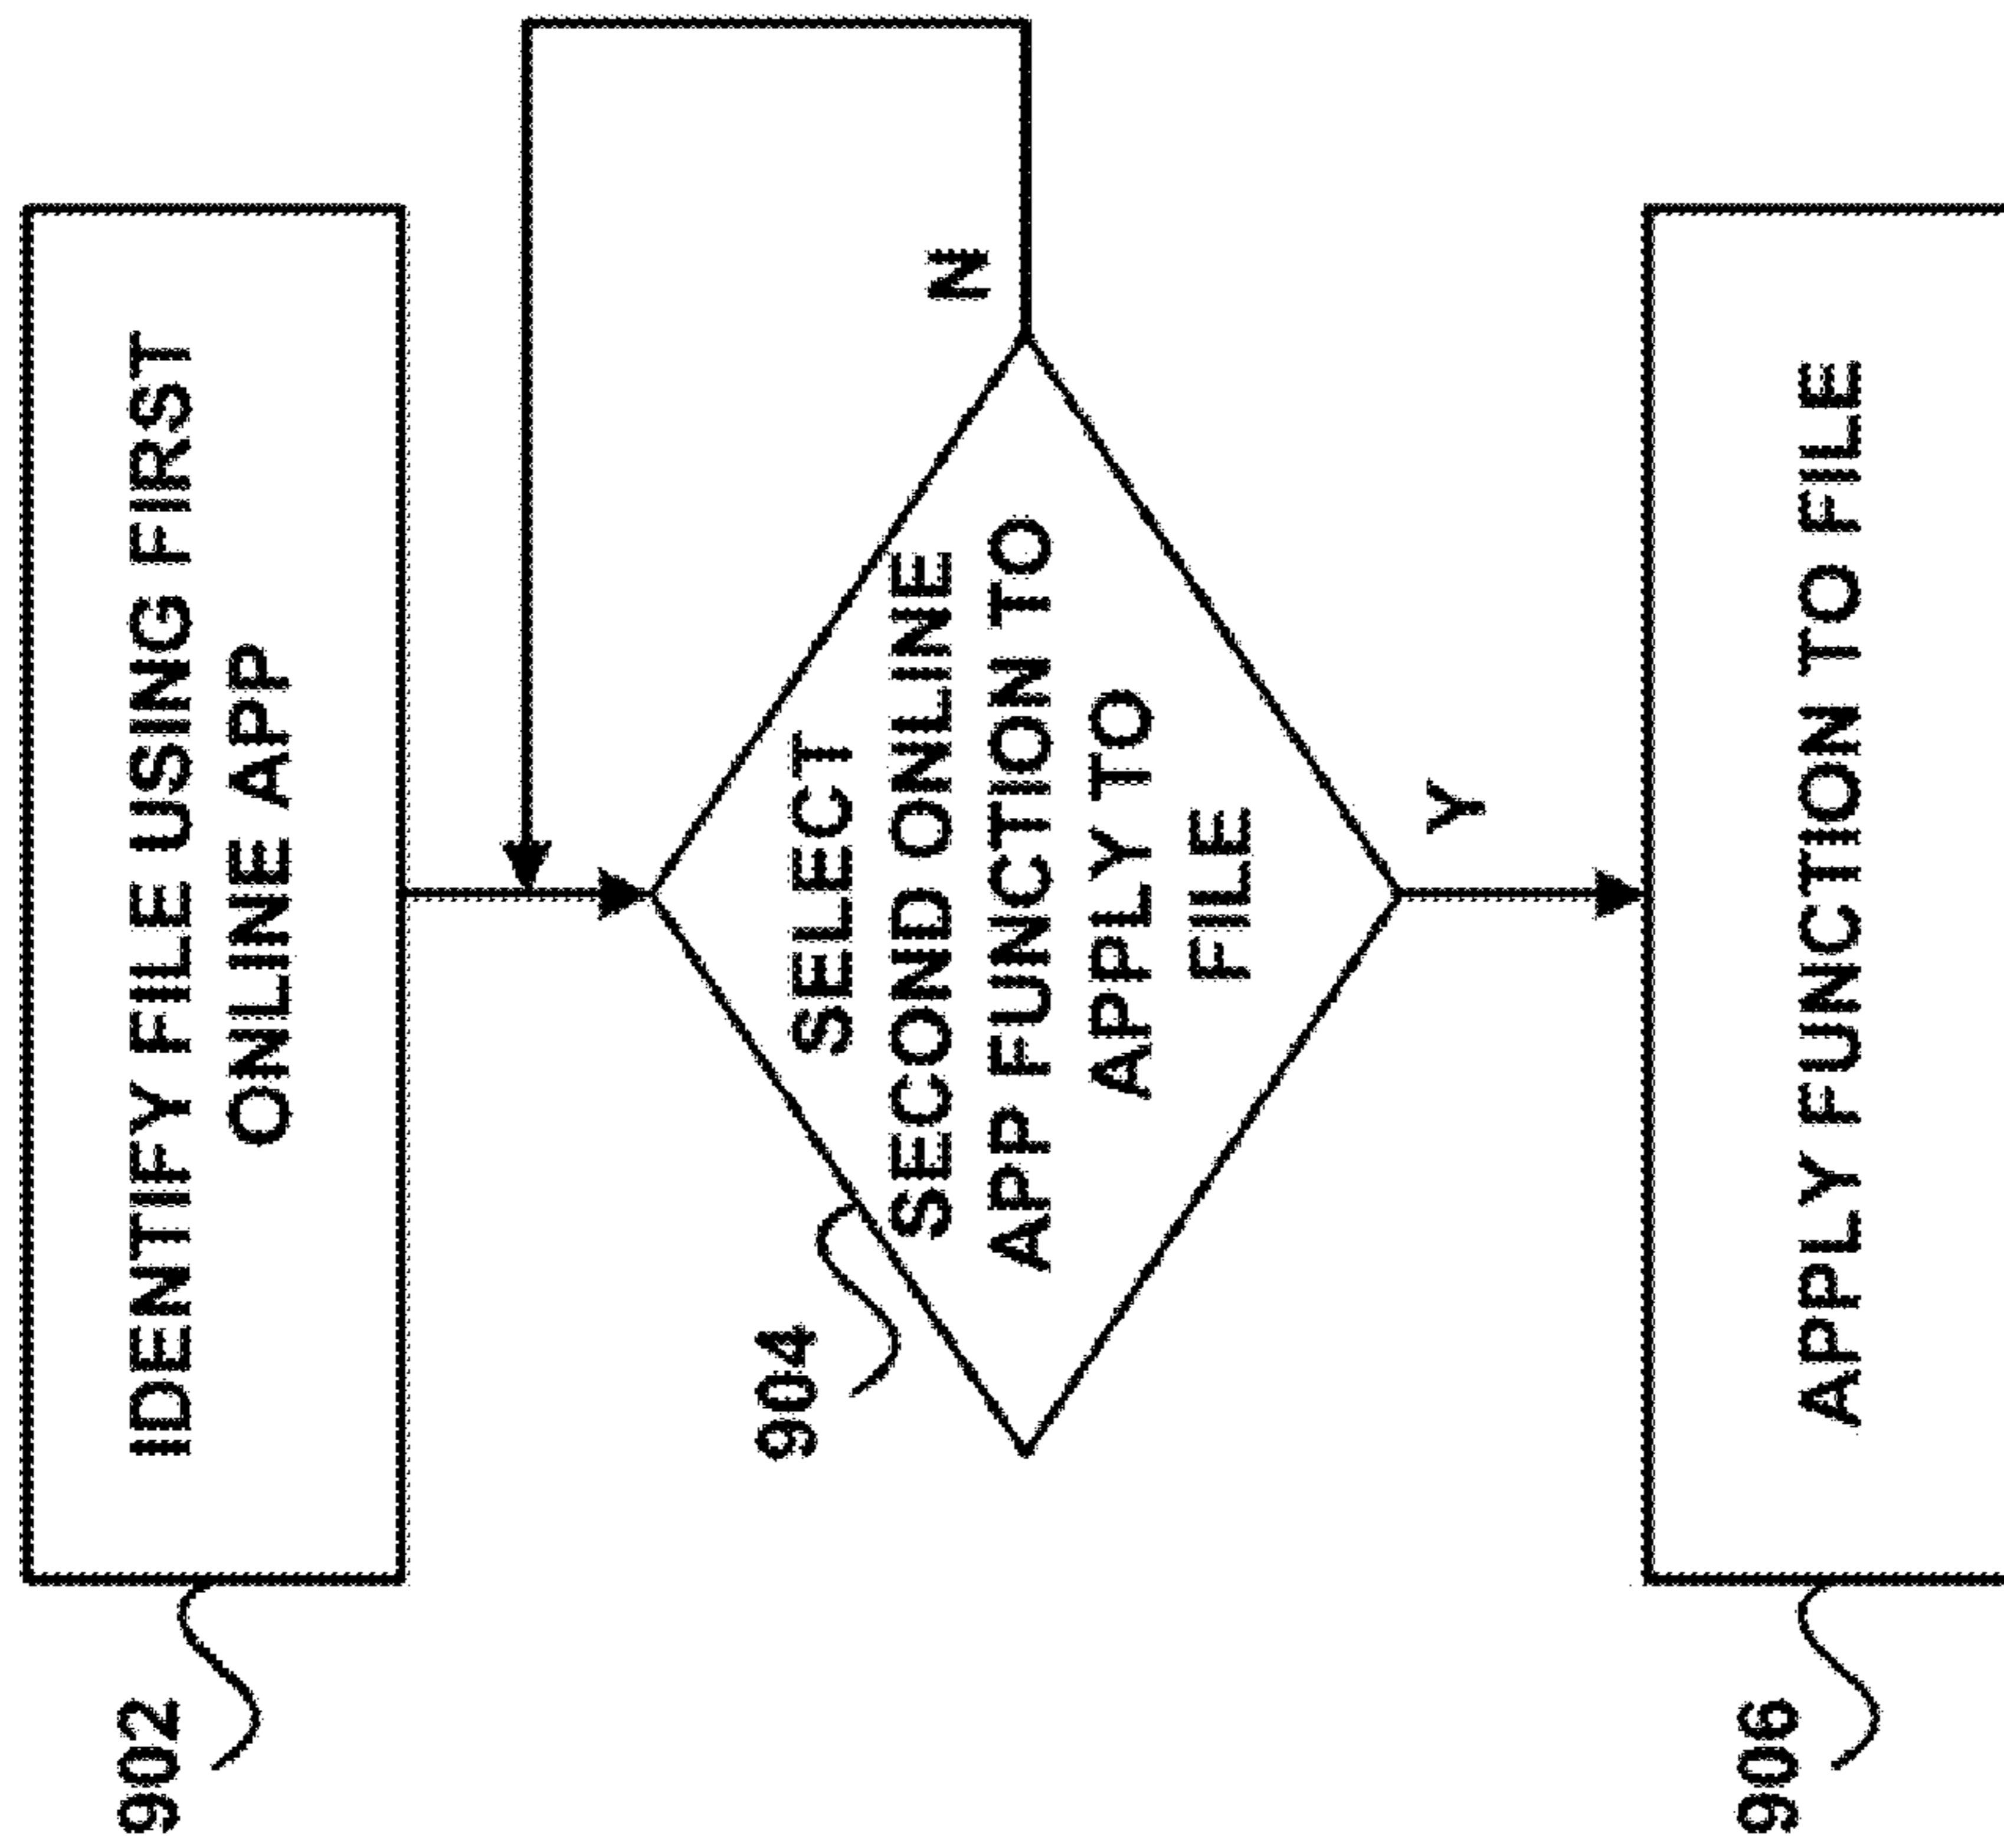 902
IDENTIFY FILE USING FIRST
ONLINE APP
904
SELECT
SECOND ONLINE
APP FUNCTION TO
APPLY TO
FILE
N
Y
906
APPLY FUNCTION TO FILE